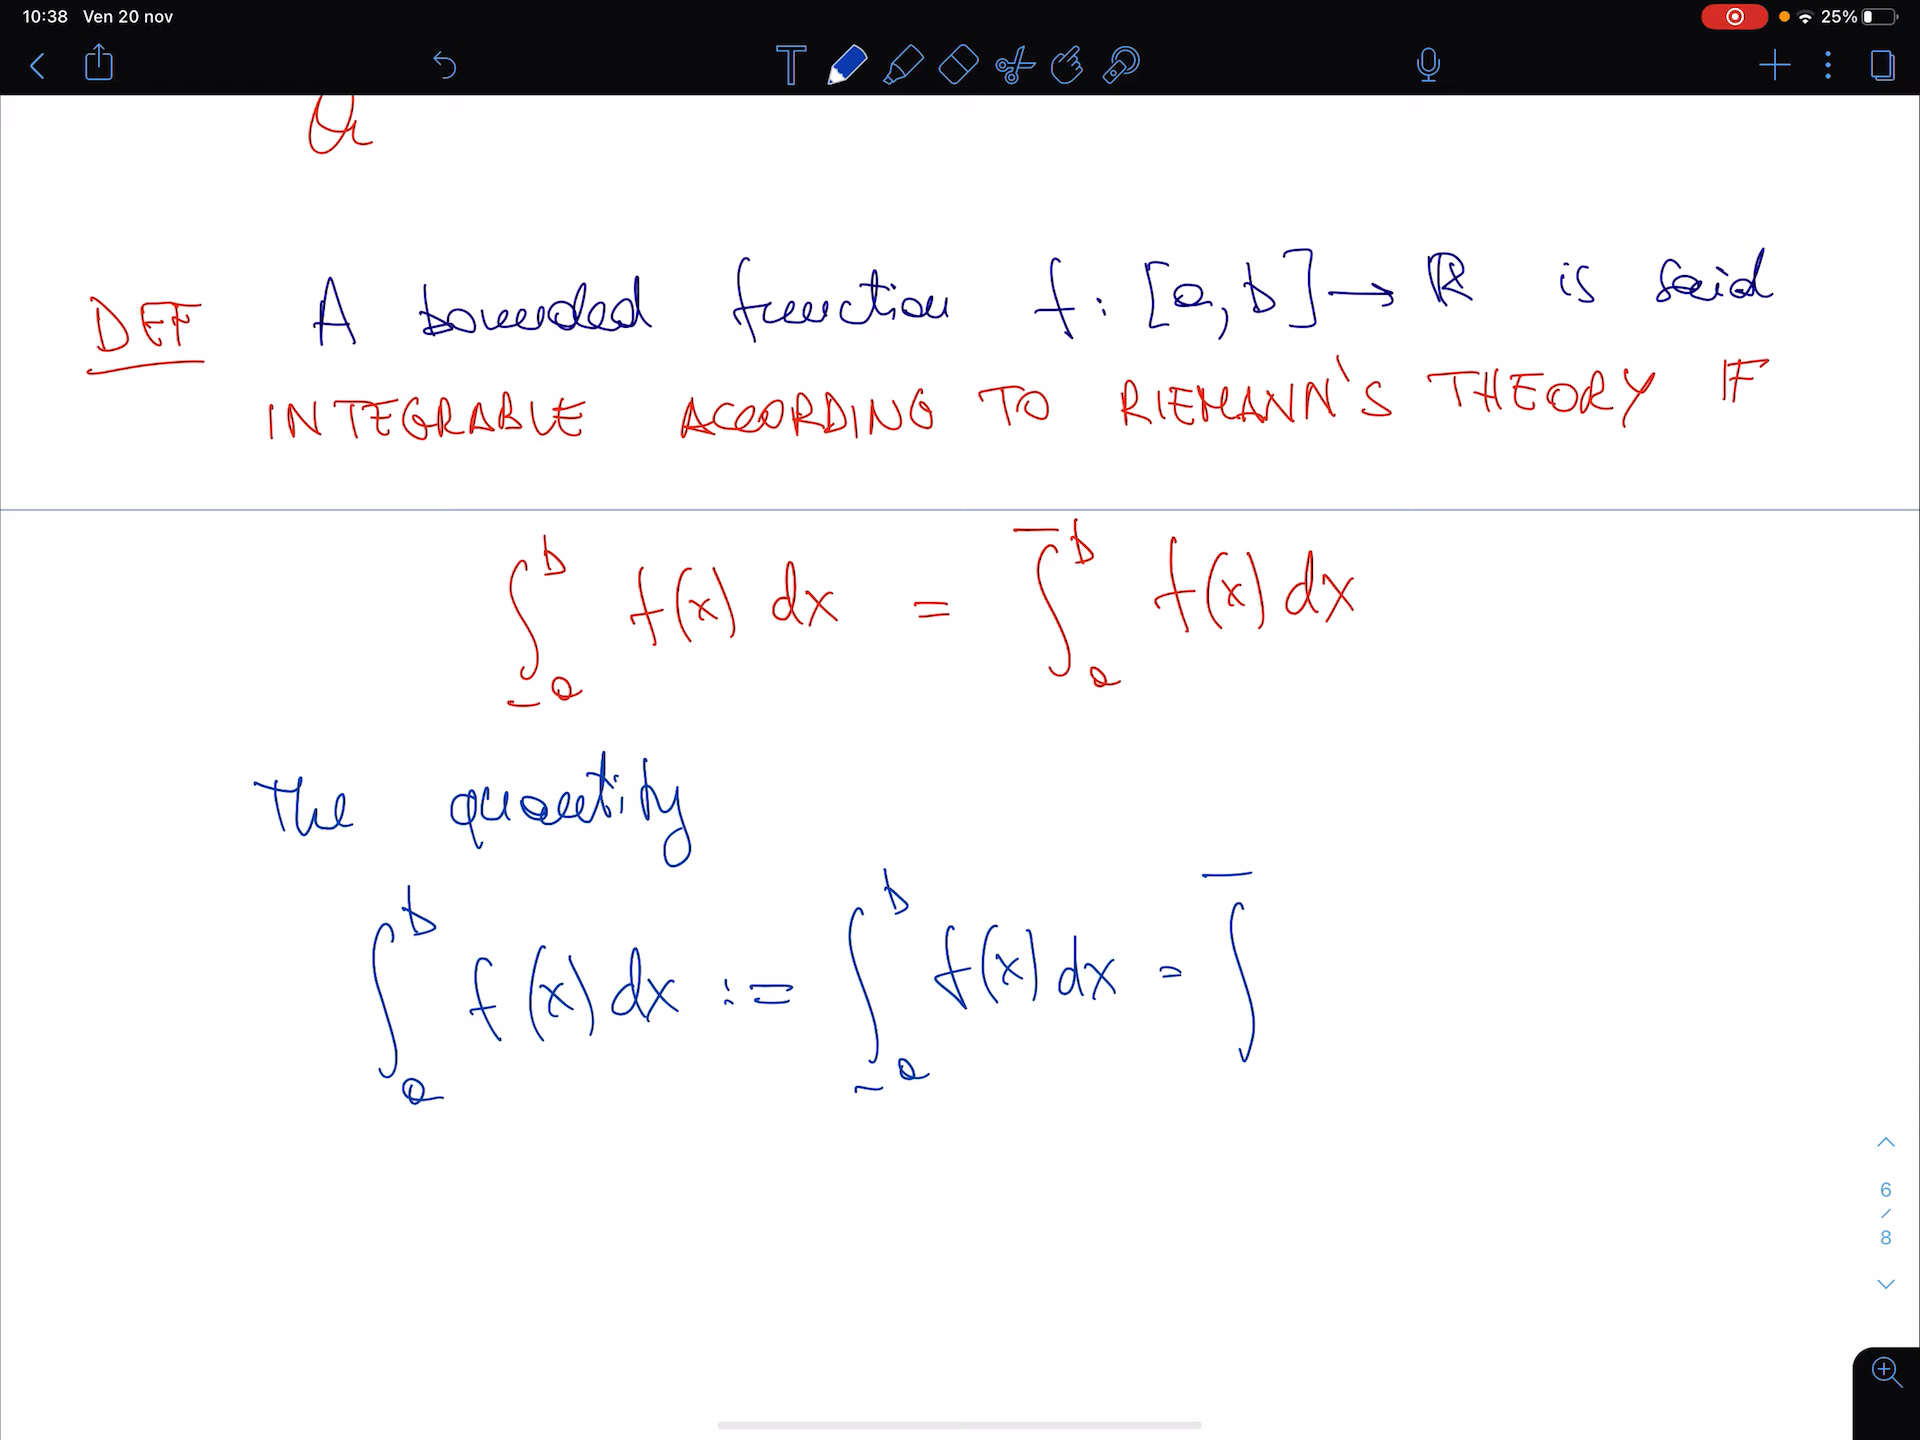 10:38 Ven 20 nov 25%
a
DEF A bounded function f: [a, b] → ℝ is said
INTEGRABLE ACCORDING TO RIEMANN'S THEORY IF
∫̲_a^b f(x) dx = ∫̅_a^b f(x) dx
The quantity
∫_a^b f(x) dx := ∫̲_a^b f(x) dx = ∫̅
6
/
8